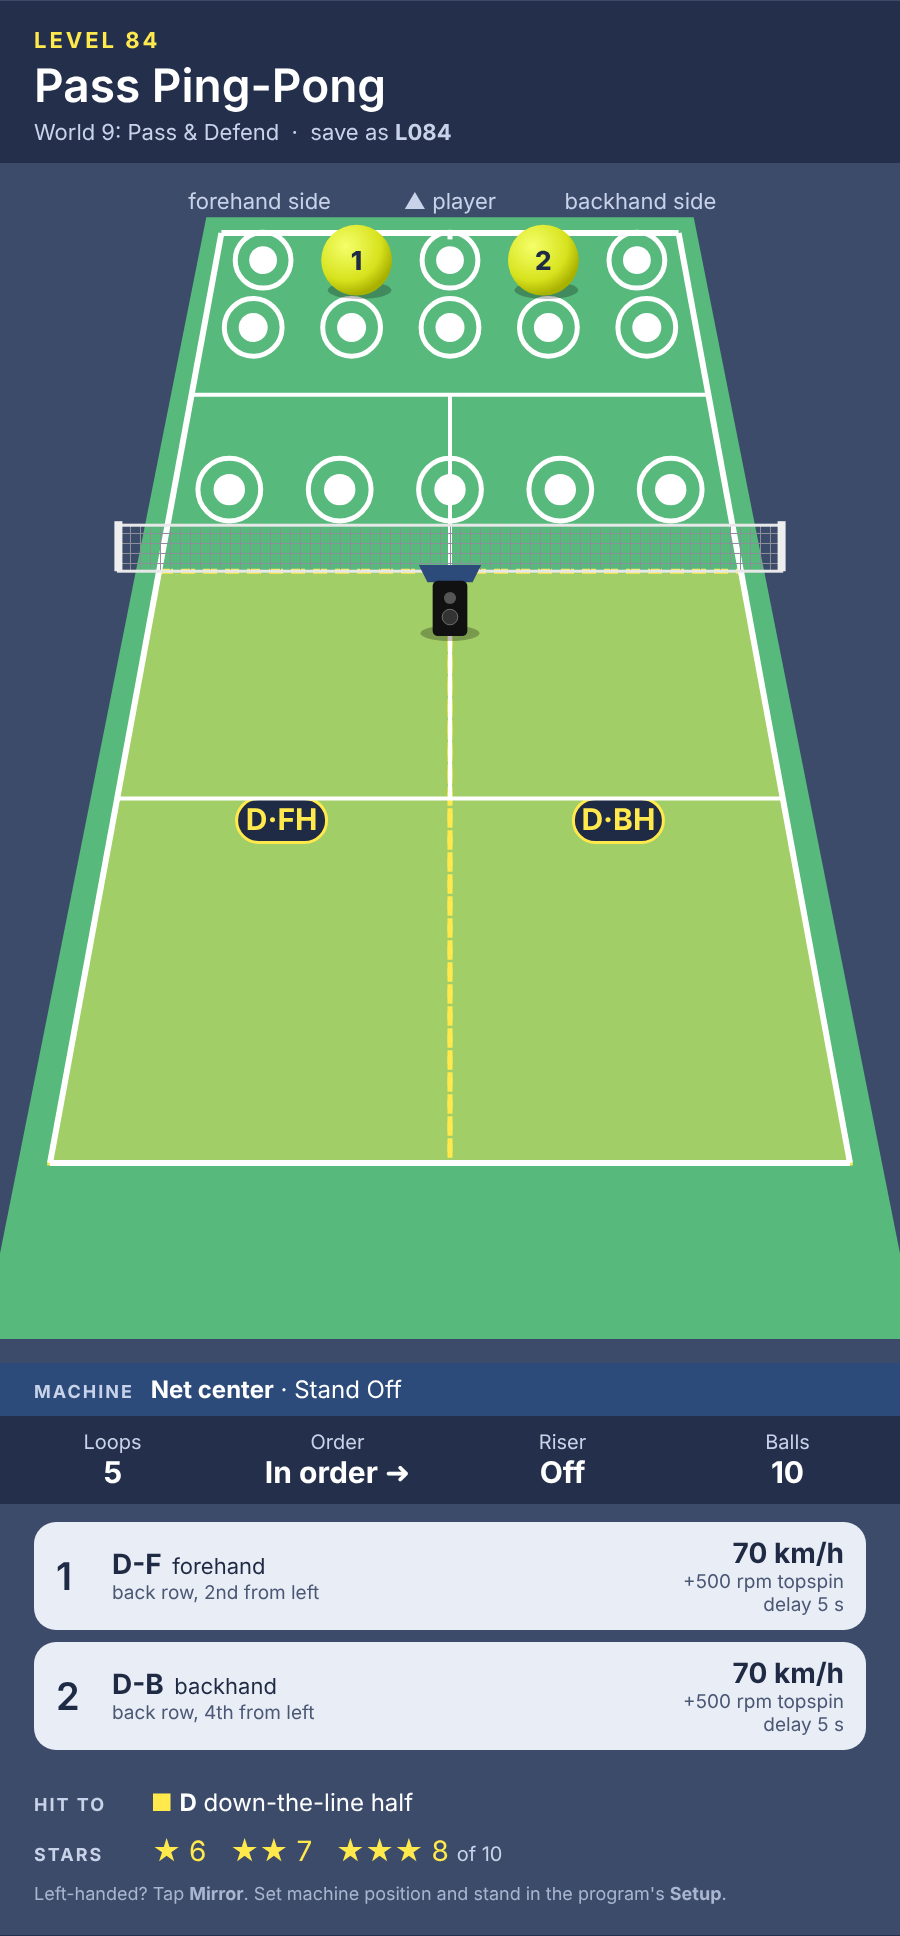 LEVEL 84
Pass Ping-Pong
World 9: Pass & Defend · save as L084
forehand side ▲ player backhand side
1 2
D·FH D·BH
MACHINE Net center · Stand Off
Loops Order Riser Balls
5 In order → Off 10
1 D-F forehand 70 km/h
back row, 2nd from left +500 rpm topspin
delay 5 s
2 D-B backhand 70 km/h
back row, 4th from left +500 rpm topspin
delay 5 s
HIT TO D down-the-line half
STARS ★ 6 ★★ 7 ★★★ 8 of 10
Left-handed? Tap Mirror. Set machine position and stand in the program's Setup.